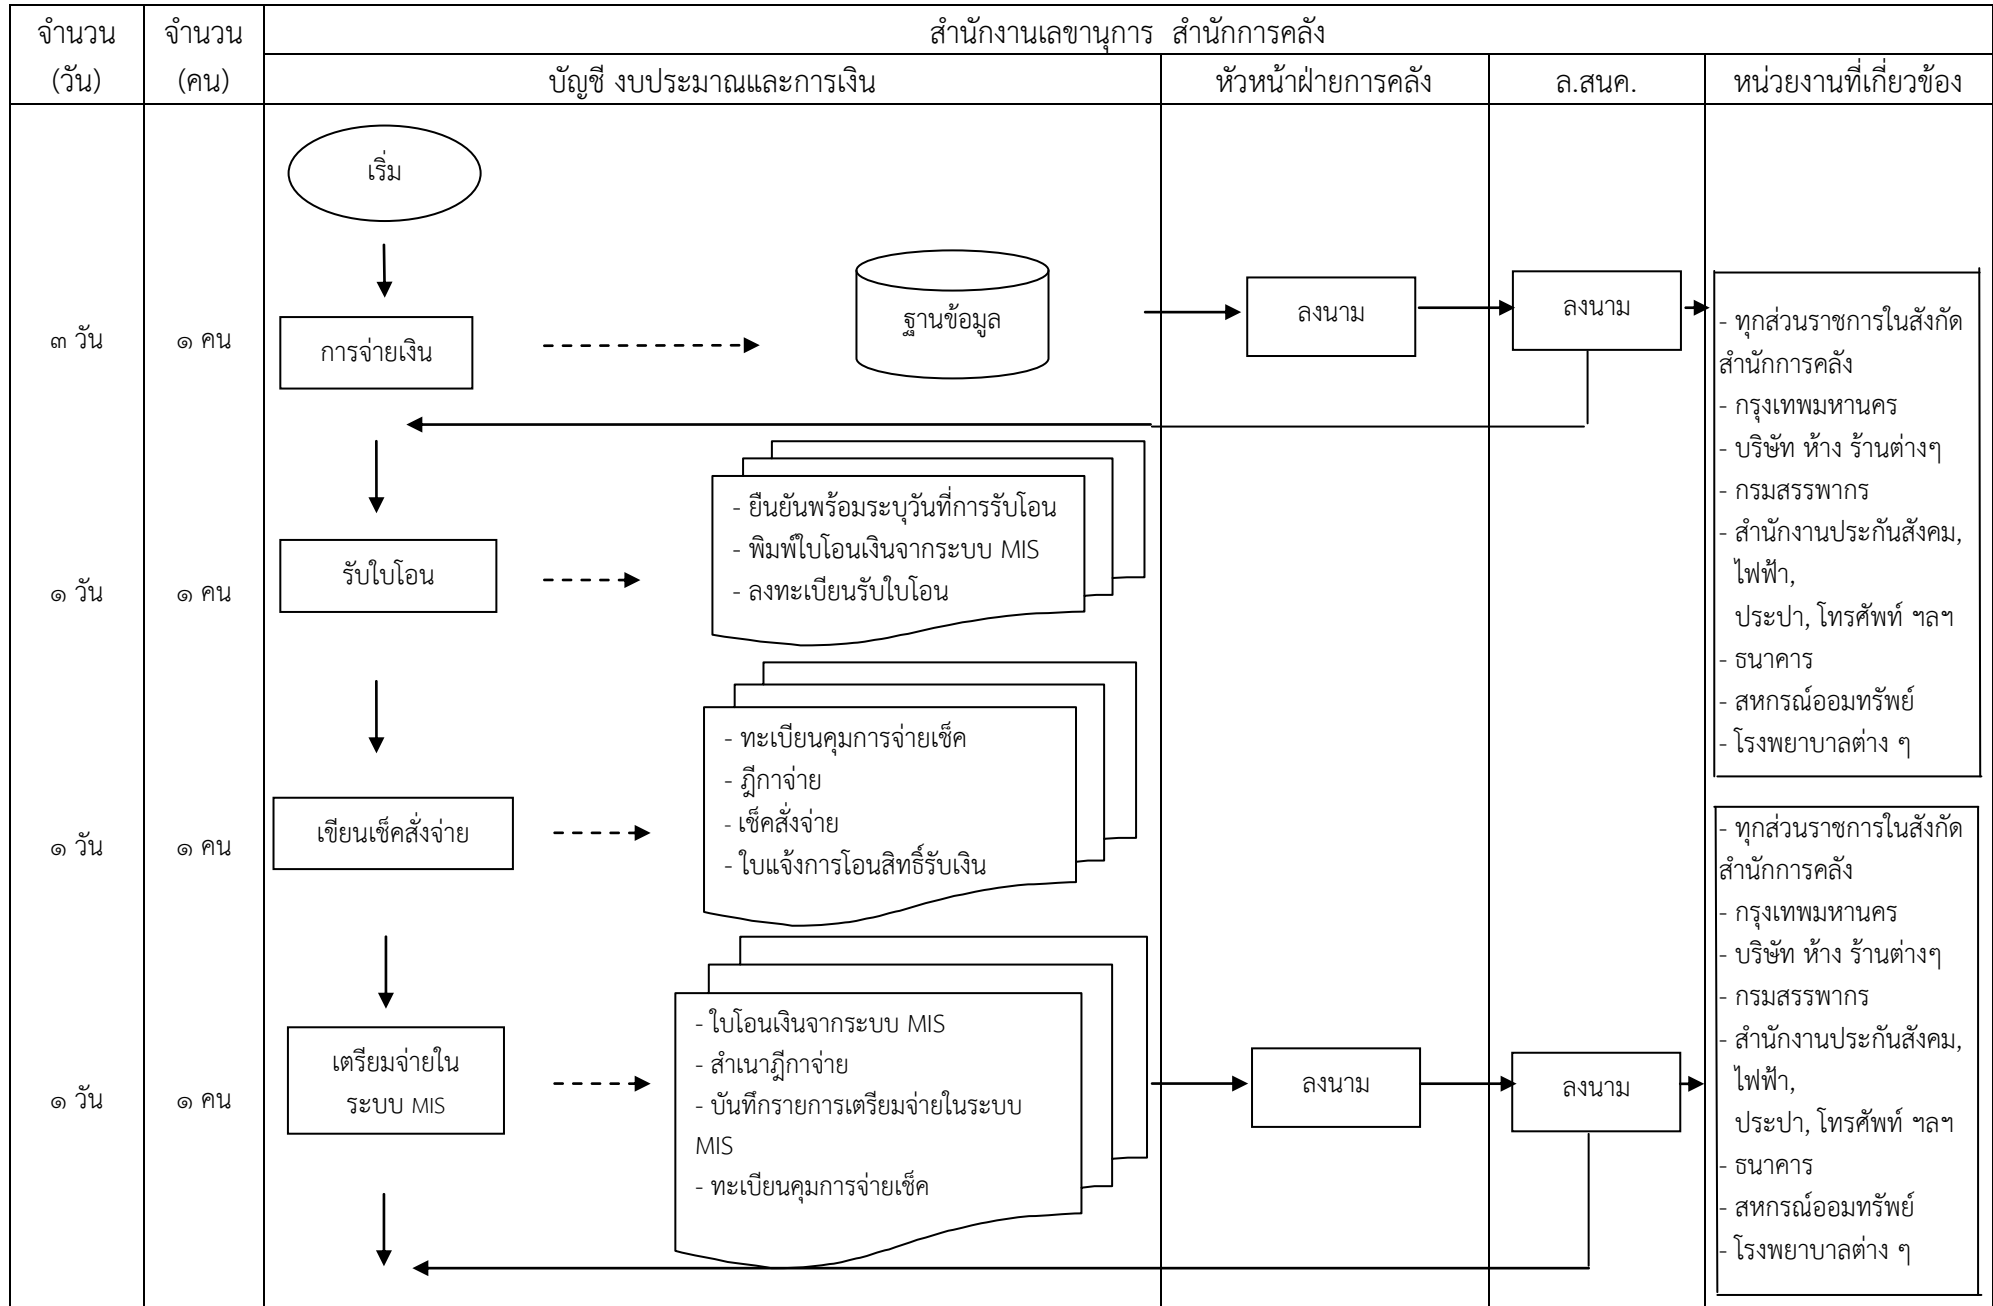 จำนวน
(วัน)
จำนวน
(คน)
สำนักงานเลขานุการ สำนักการคลัง
บัญชี งบประมาณและการเงิน
หัวหน้าฝ่ายการคลัง
ล.สนค.
หน่วยงานที่เกี่ยวข้อง
เริ่ม
๓ วัน
๑ คน
การจ่ายเงิน
ฐานข้อมูล
ลงนาม
ลงนาม
- ทุกส่วนราชการในสังกัด
สำนักการคลัง
- กรุงเทพมหานคร
- บริษัท ห้าง ร้านต่างๆ
- กรมสรรพากร
- สำนักงานประกันสังคม,
ไฟฟ้า,
ประปา, โทรศัพท์ ฯลฯ
- ธนาคาร
- สหกรณ์ออมทรัพย์
- โรงพยาบาลต่าง ๆ
๑ วัน
๑ คน
รับใบโอน
- ยืนยันพร้อมระบุวันที่การรับโอน
- พิมพ์ใบโอนเงินจากระบบ MIS
- ลงทะเบียนรับใบโอน
๑ วัน
๑ คน
เขียนเช็คสั่งจ่าย
- ทะเบียนคุมการจ่ายเช็ค
- ฎีกาจ่าย
- เช็คสั่งจ่าย
- ใบแจ้งการโอนสิทธิ์รับเงิน
๑ วัน
๑ คน
เตรียมจ่ายใน
ระบบ MIS
- ใบโอนเงินจากระบบ MIS
- สำเนาฎีกาจ่าย
- บันทึกรายการเตรียมจ่ายในระบบ
MIS
- ทะเบียนคุมการจ่ายเช็ค
ลงนาม
ลงนาม
- ทุกส่วนราชการในสังกัด
สำนักการคลัง
- กรุงเทพมหานคร
- บริษัท ห้าง ร้านต่างๆ
- กรมสรรพากร
- สำนักงานประกันสังคม,
ไฟฟ้า,
ประปา, โทรศัพท์ ฯลฯ
- ธนาคาร
- สหกรณ์ออมทรัพย์
- โรงพยาบาลต่าง ๆ